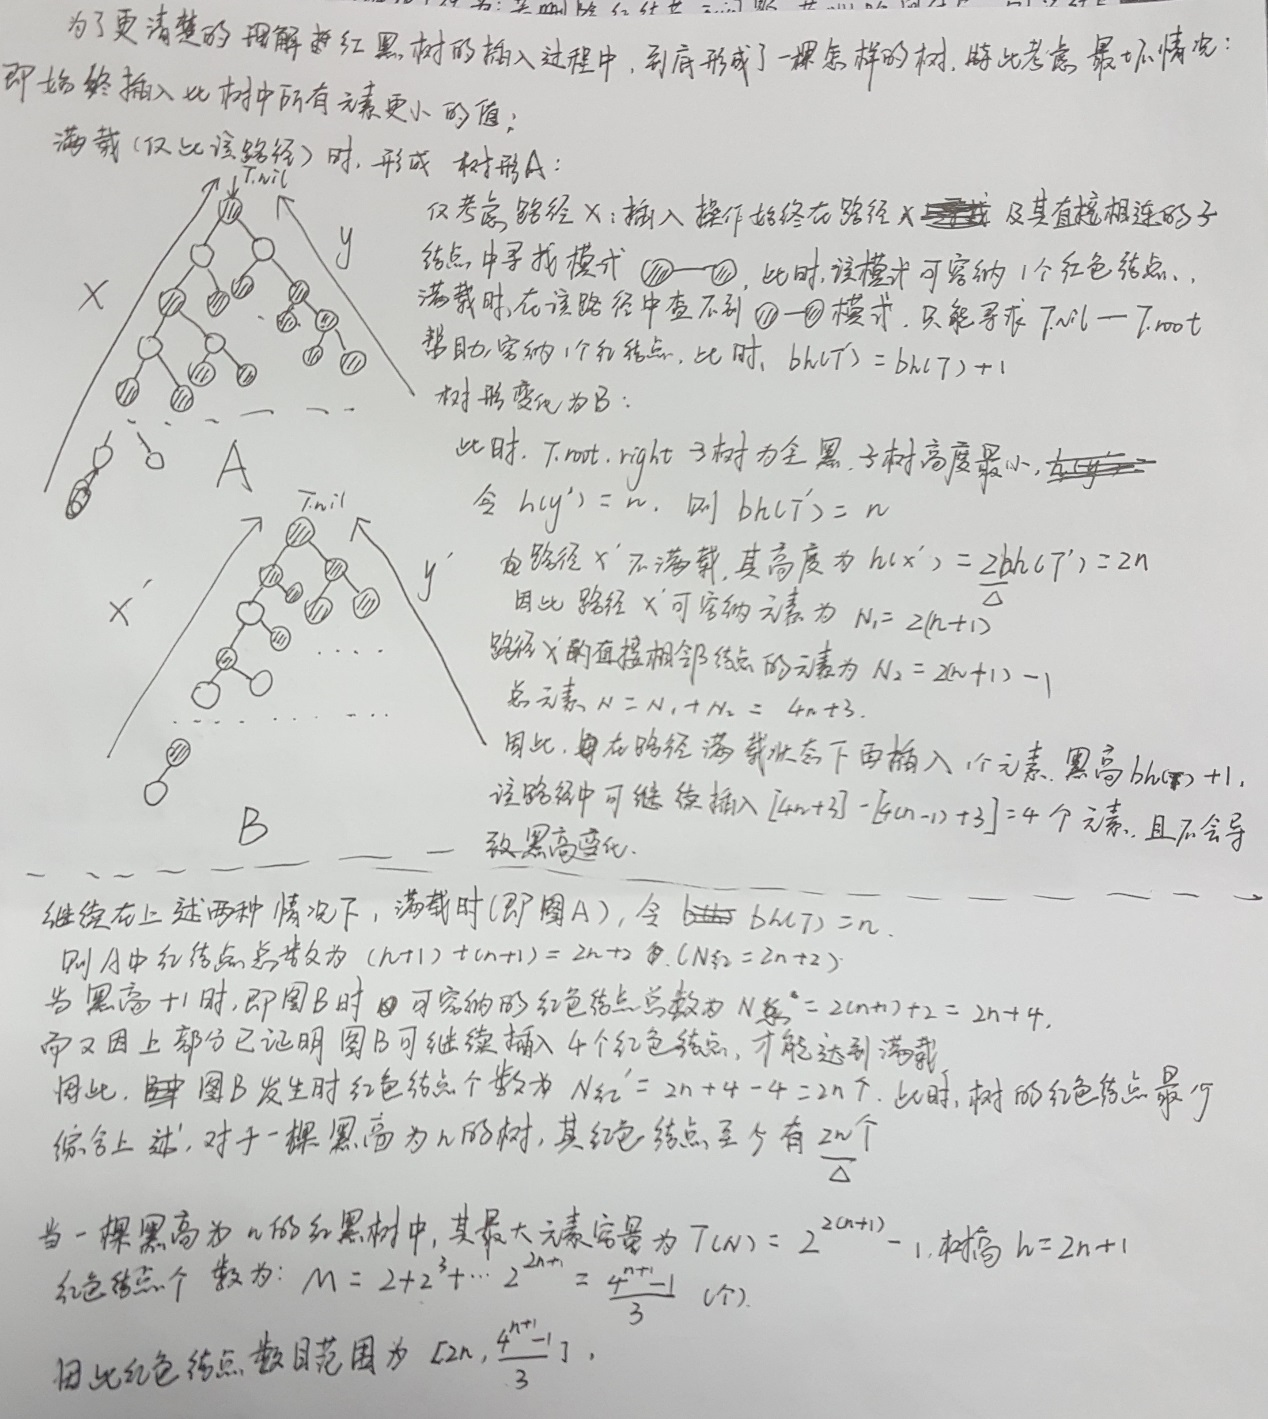 为了更清楚的理解红黑树的插入过程中，到底形成了一棵怎样的树，特此考虑最坏情况：
即始终插入比树中所有元素更小的值；
满载（仅此该路径）时，形成 树形A：
T.nil
X
y
A
仅考虑路径X：插入操作始终在路径X 及其直接相连的子
结点中寻找模式 ，此时，该模式可容纳1个红色结点，
满载时，在该路径中查不到 模式，只能寻求 T.nil — T.root
帮助，容纳1个红结点，此时，bh(T') = bh(T) + 1
树形变化为B：
此时，T.root.right 子树为全黑，子树高度最小，
令 h(y') = n，则 bh(T') = n
路径X'不满载，其高度为 h(x') = 2bh(T') = 2n
因此路径X'可容纳元素为 N₁ = 2(n+1)
路径X'的直接相邻结点的元素为 N₂ = 2(n+1) - 1
总元素 N = N₁ + N₂ = 4n+3.
因此，在路径满载状态下再插入1个元素，黑高bh(T)+1，
该路径中可继续插入 [4n+3] - [4(n-1)+3] = 4个元素，且不会导
致黑高变化.
T.nil
X'
y'
B
继续在上述两种情况下，满载时(即图A)，令 bh(T) = n.
则A中红结点总数为 (n+1)+(n+1) = 2n+2 (N红 = 2n+2).
当黑高+1时，即图B时可容纳的红色结点总数为 N = 2(n+1)+2 = 2n+4.
而又因上部分已证明图B可继续插入4个红色结点，才能达到满载，
因此，图B发生时红色结点个数为 N红' = 2n+4-4 = 2n个. 此时，树的红色结点最少
综合上述，对于一棵黑高为n的树，其红色结点至少有2n个
当一棵黑高为n的红黑树中，其最大元素容量为 T(N) = 2^{2(n+1)} - 1，树高 h = 2n+1
红色结点个数为：M = 2+2³+⋯2^{2n+1} = \frac{4^{n+1}-1}{3} (个).
因此红色结点数目范围为 [2n, \frac{4^{n+1}-1}{3}].